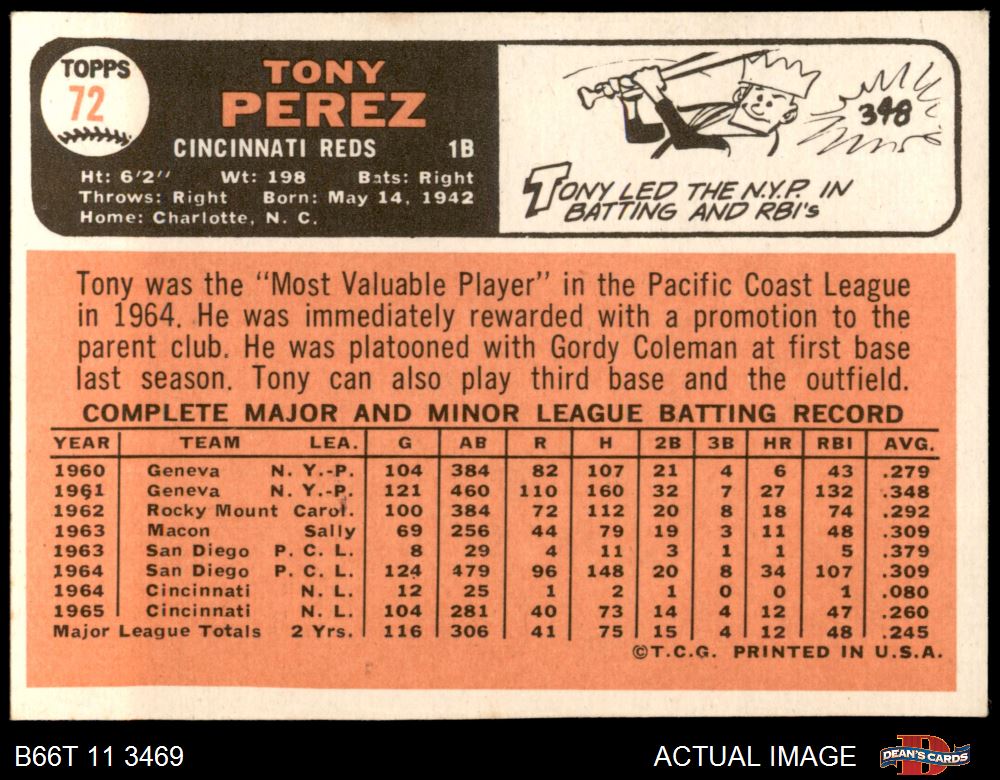 TOPPS
72
TONY
PEREZ
CINCINNATI REDS 1B
Ht: 6'2" Wt: 198 Bats: Right
Throws: Right Born: May 14, 1942
Home: Charlotte, N. C.
348
TONY LED THE N.Y.P. IN
BATTING AND RBI's
Tony was the "Most Valuable Player" in the Pacific Coast League
in 1964. He was immediately rewarded with a promotion to the
parent club. He was platooned with Gordy Coleman at first base
last season. Tony can also play third base and the outfield.
COMPLETE MAJOR AND MINOR LEAGUE BATTING RECORD
YEAR TEAM LEA. G AB R H 2B 3B HR RBI AVG.
1960 Geneva N. Y.-P. 104 384 82 107 21 4 6 43 .279
1961 Geneva N. Y.-P. 121 460 110 160 32 7 27 132 .348
1962 Rocky Mount Carol. 100 384 72 112 20 8 18 74 .292
1963 Macon Sally 69 256 44 79 19 3 11 48 .309
1963 San Diego P. C. L. 8 29 4 11 3 1 1 5 .379
1964 San Diego P. C. L. 124 479 96 148 20 8 34 107 .309
1964 Cincinnati N. L. 12 25 1 2 1 0 0 1 .080
1965 Cincinnati N. L. 104 281 40 73 14 4 12 47 .260
Major League Totals 2 Yrs. 116 306 41 75 15 4 12 48 .245
©T.C.G. PRINTED IN U.S.A.
B66T 11 3469 ACTUAL IMAGE DEAN'S CARDS